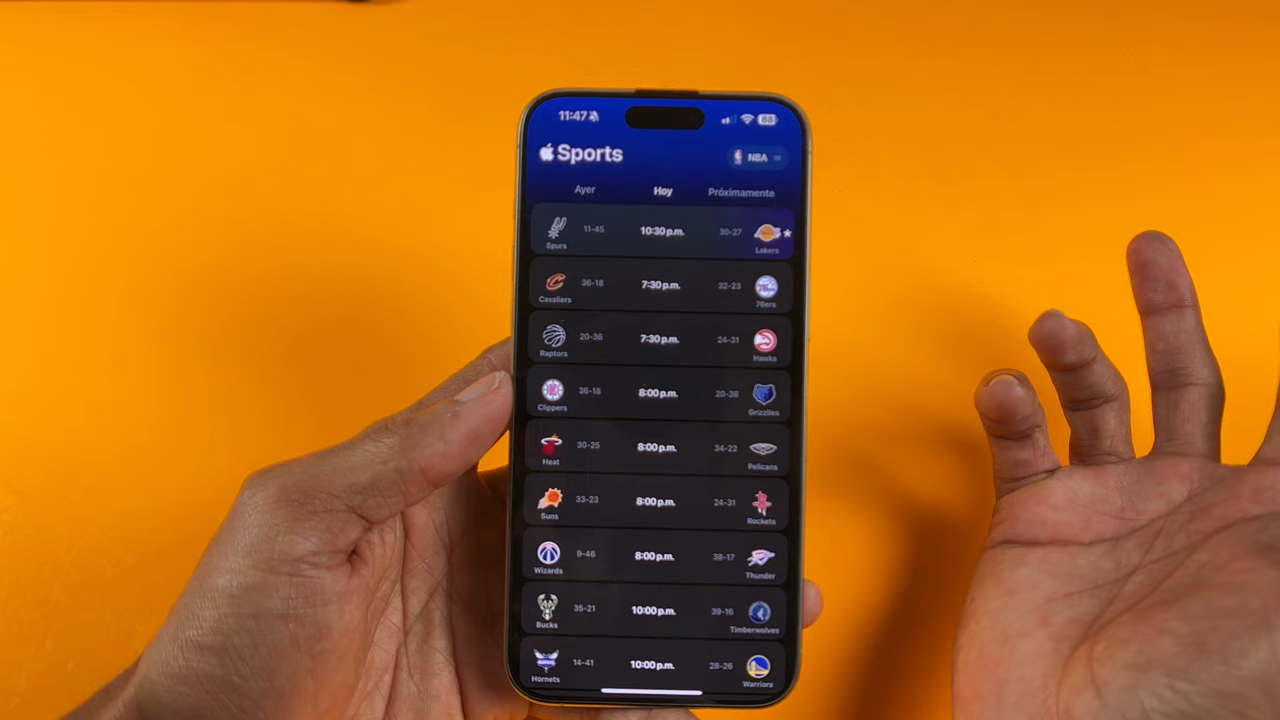 11:47 88
Sports NBA
Ayer Hoy Próximamente
11-45 10:30 p.m. 30-27
Spurs Lakers
36-18 7:30 p.m. 32-23
Cavaliers 76ers
20-36 7:30 p.m. 24-31
Raptors Hawks
36-18 8:00 p.m. 20-36
Clippers Grizzlies
30-25 8:00 p.m. 34-22
Heat Pelicans
33-23 8:00 p.m. 24-31
Suns Rockets
9-46 8:00 p.m. 38-17
Wizards Thunder
35-21 10:00 p.m. 39-16
Bucks Timberwolves
14-41 10:00 p.m. 28-26
Hornets Warriors